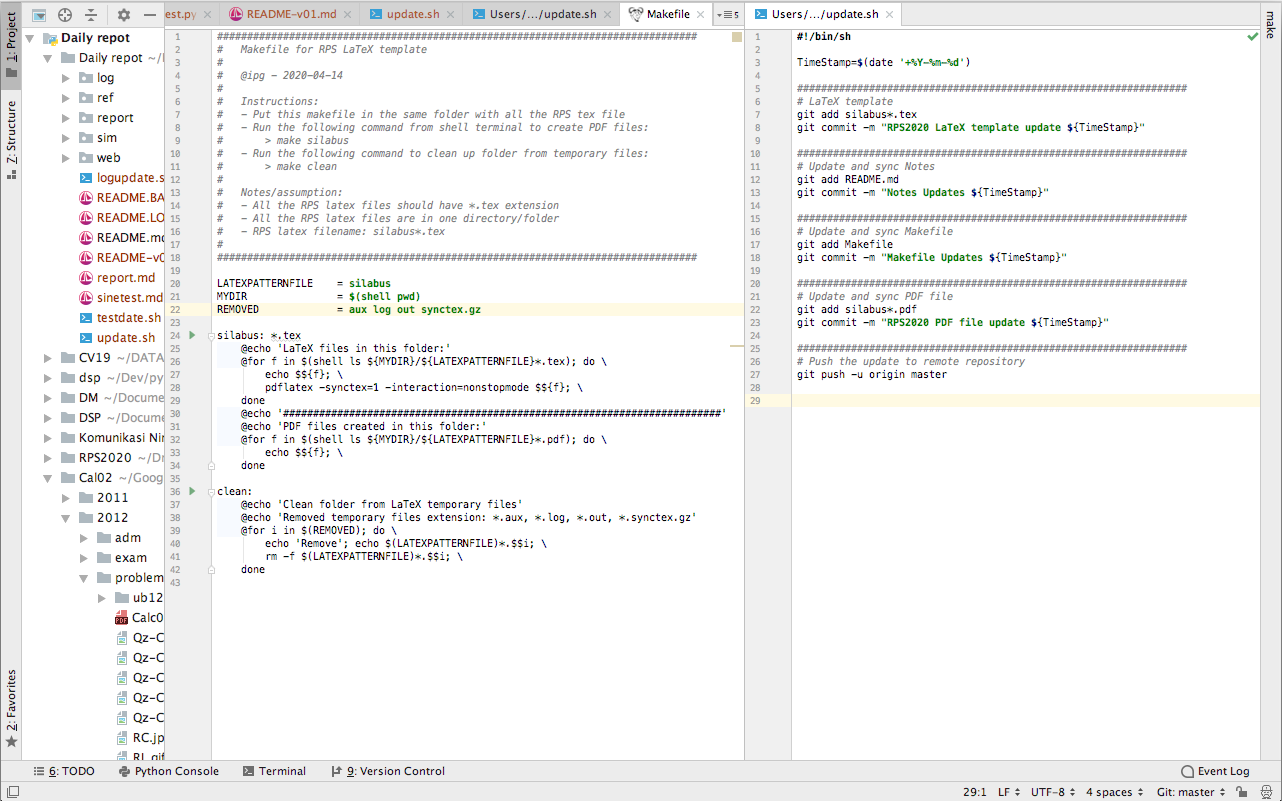 est.py
README-v01.md
update.sh
Users/.../update.sh
Makefile
5
Users/.../update.sh
1: Project
Z: Structure
2: Favorites
make
Daily repot
Daily repot ~/
log
ref
report
sim
web
logupdate.s
README.BA
README.LO
README.md
README-v0
report.md
sinetest.md
testdate.sh
update.sh
CV19 ~/DATA
dsp ~/Dev/py
DM ~/Docume
DSP ~/Docume
Komunikasi Nir
RPS2020 ~/Dr
Cal02 ~/Goog
2011
2012
adm
exam
problem
ub12
Calc0
Qz-C
Qz-C
Qz-C
Qz-C
Qz-C
RC.jp
RL.gif
1 ################################################################################
2 #   Makefile for RPS LaTeX template
3 #
4 #   @ipg - 2020-04-14
5 #
6 #   Instructions:
7 #   - Put this makefile in the same folder with all the RPS tex file
8 #   - Run the following command from shell terminal to create PDF files:
9 #       > make silabus
10 #   - Run the following command to clean up folder from temporary files:
11 #       > make clean
12 #
13 #   Notes/assumption:
14 #   - All the RPS latex files should have *.tex extension
15 #   - All the RPS latex files are in one directory/folder
16 #   - RPS latex filename: silabus*.tex
17 #
18 ################################################################################
19
20 LATEXPATTERNFILE    = silabus
21 MYDIR               = $(shell pwd)
22 REMOVED             = aux log out synctex.gz
23
24 silabus: *.tex
25     @echo 'LaTeX files in this folder:'
26     @for f in $(shell ls ${MYDIR}/${LATEXPATTERNFILE}*.tex); do \
27         echo $${f}; \
28         pdflatex -synctex=1 -interaction=nonstopmode $${f}; \
29     done
30     @echo '#########################################################################'
31     @echo 'PDF files created in this folder:'
32     @for f in $(shell ls ${MYDIR}/${LATEXPATTERNFILE}*.pdf); do \
33         echo $${f}; \
34     done
35
36 clean:
37     @echo 'Clean folder from LaTeX temporary files'
38     @echo 'Removed temporary files extension: *.aux, *.log, *.out, *.synctex.gz'
39     @for i in $(REMOVED); do \
40         echo 'Remove'; echo $(LATEXPATTERNFILE)*.$$i; \
41         rm -f $(LATEXPATTERNFILE)*.$$i; \
42     done
43
1 #!/bin/sh
2
3 TimeStamp=$(date '+%Y-%m-%d')
4
5 #################################################################
6 # LaTeX template
7 git add silabus*.tex
8 git commit -m "RPS2020 LaTeX template update ${TimeStamp}"
9
10 #################################################################
11 # Update and sync Notes
12 git add README.md
13 git commit -m "Notes Updates ${TimeStamp}"
14
15 #################################################################
16 # Update and sync Makefile
17 git add Makefile
18 git commit -m "Makefile Updates ${TimeStamp}"
19
20 #################################################################
21 # Update and sync PDF file
22 git add silabus*.pdf
23 git commit -m "RPS2020 PDF file update ${TimeStamp}"
24
25 #################################################################
26 # Push the update to remote repository
27 git push -u origin master
28
29
6: TODO
Python Console
Terminal
9: Version Control
Event Log
29:1
LF
UTF-8
4 spaces
Git: master